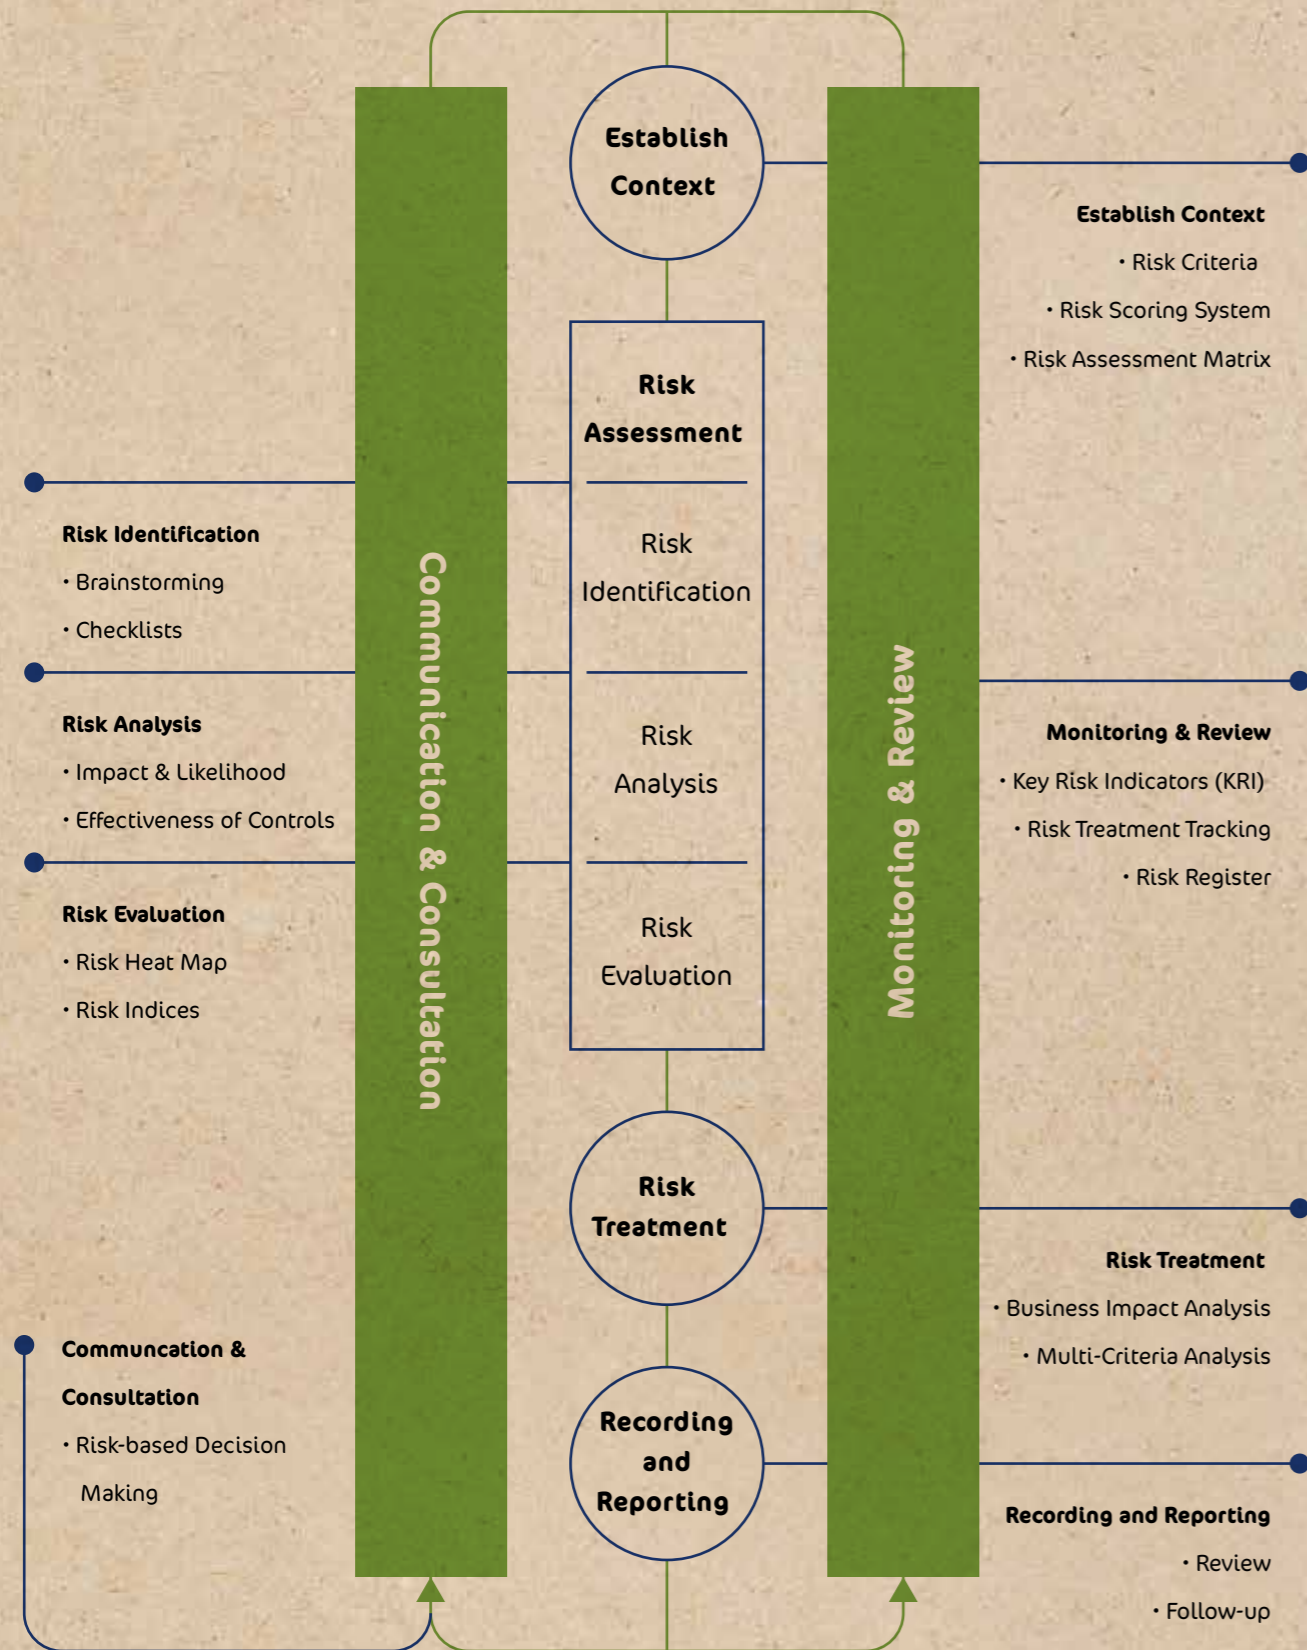 Establish
Context
Establish Context
• Risk Criteria
• Risk Scoring System
• Risk Assessment Matrix
Risk
Assessment
Risk
Identification
Risk
Analysis
Risk
Evaluation
Risk Identification
• Brainstorming
• Checklists
Risk Analysis
• Impact & Likelihood
• Effectiveness of Controls
Risk Evaluation
• Risk Heat Map
• Risk Indices
Communication & Consultation
Monitoring & Review
Monitoring & Review
• Key Risk Indicators (KRI)
• Risk Treatment Tracking
• Risk Register
Risk
Treatment
Risk Treatment
• Business Impact Analysis
• Multi-Criteria Analysis
Communcation &
Consultation
• Risk-based Decision
Making
Recording
and
Reporting
Recording and Reporting
• Review
• Follow-up